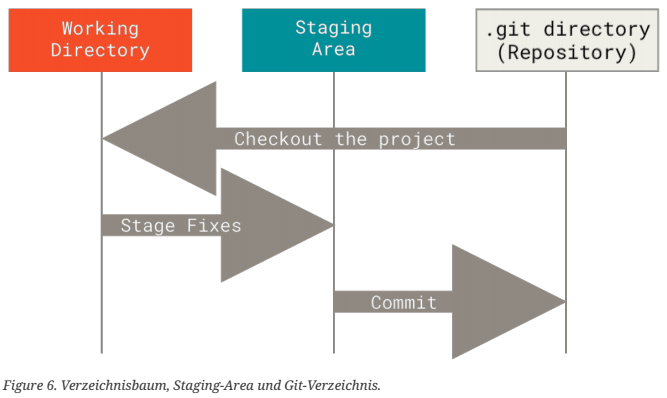 Working
Directory
Staging
Area
.git directory
(Repository)
Checkout the project
Stage Fixes
Commit
Figure 6. Verzeichnisbaum, Staging-Area und Git-Verzeichnis.